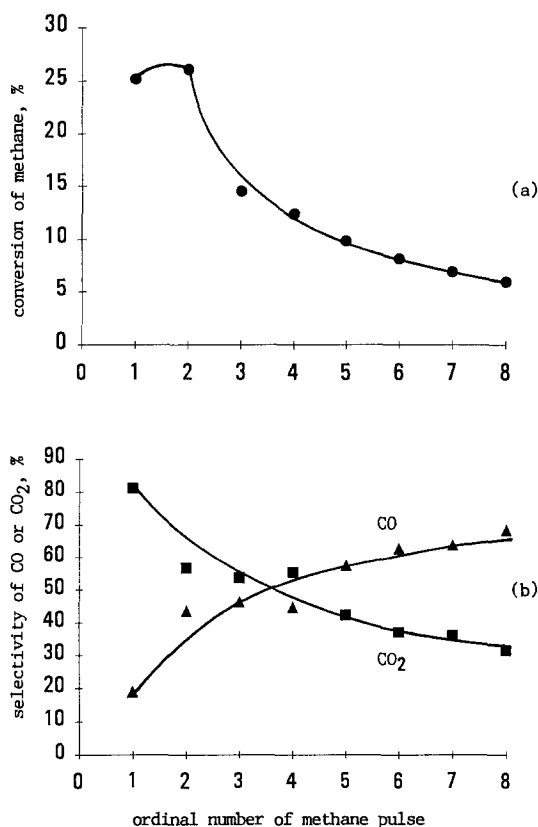 30
25
20
15
10
5
0
conversion of methane, %
(a)
0 1 2 3 4 5 6 7 8
90
80
70
60
50
40
30
20
10
0
selectivity of CO or CO₂, %
CO
(b)
CO₂
0 1 2 3 4 5 6 7 8
ordinal number of methane pulse